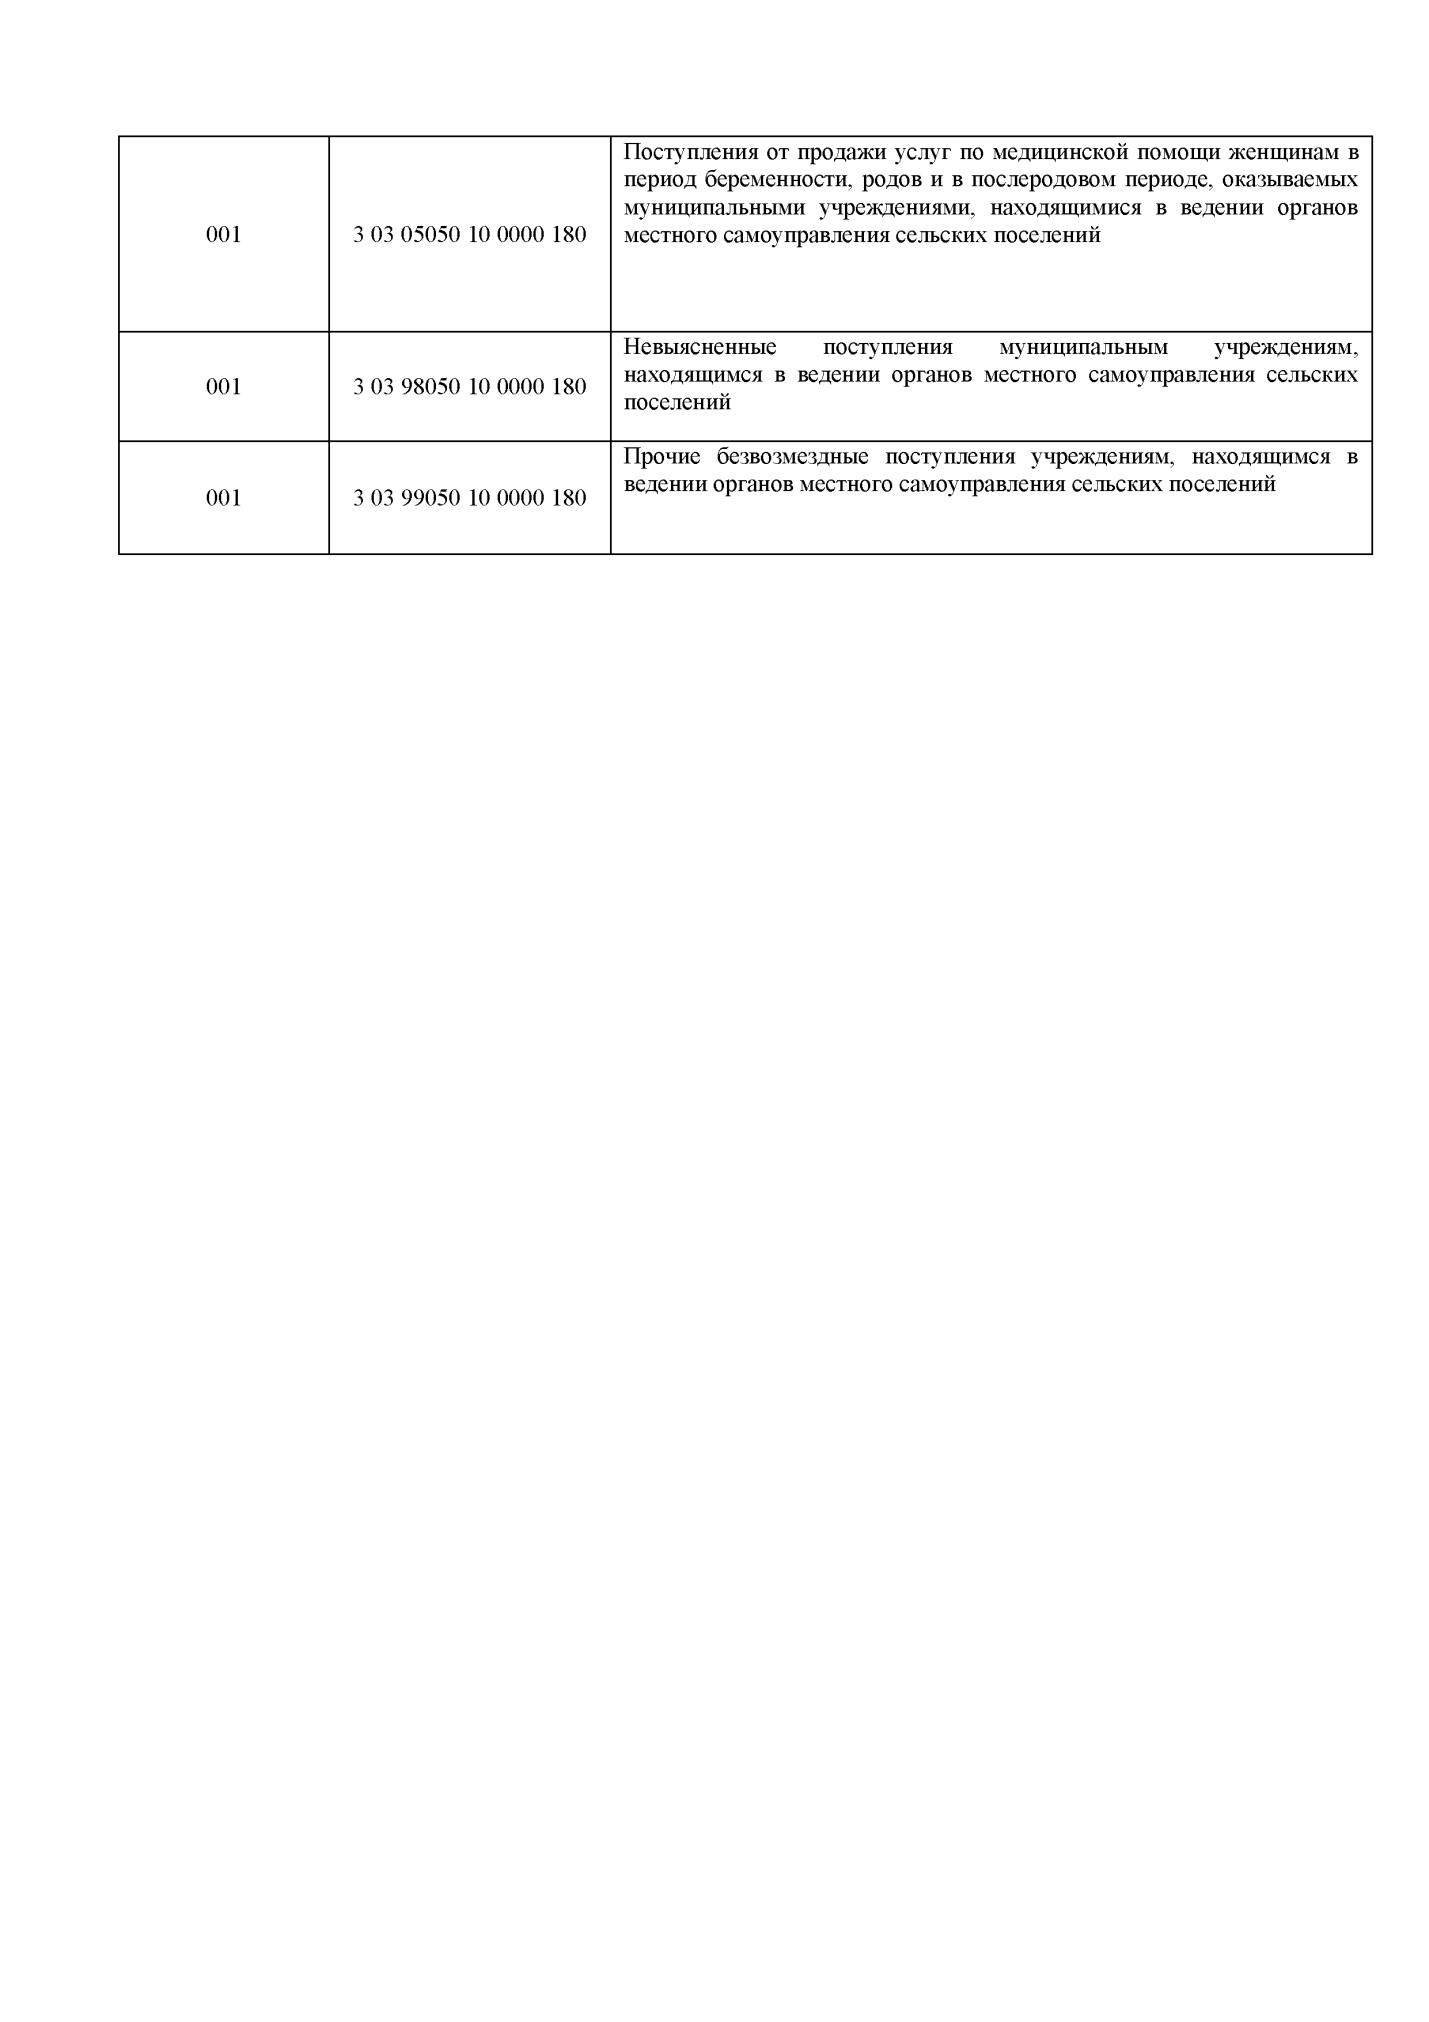 Поступления от продажи услуг по медицинской помощи женщинам в
период беременности, родов и в послеродовом периоде, оказываемых
муниципальными учреждениями, находящимися в ведении органов
001 3 03 05050 10 0000 180 местного самоуправления сельских поселений
Невыясненные поступления муниципальным учреждениям,
001 3 03 98050 10 0000 180 находящимся в ведении органов местного самоуправления сельских
поселений
Прочие безвозмездные поступления учреждениям, находящимся в
001 3 03 99050 10 0000 180 ведении органов местного самоуправления сельских поселений